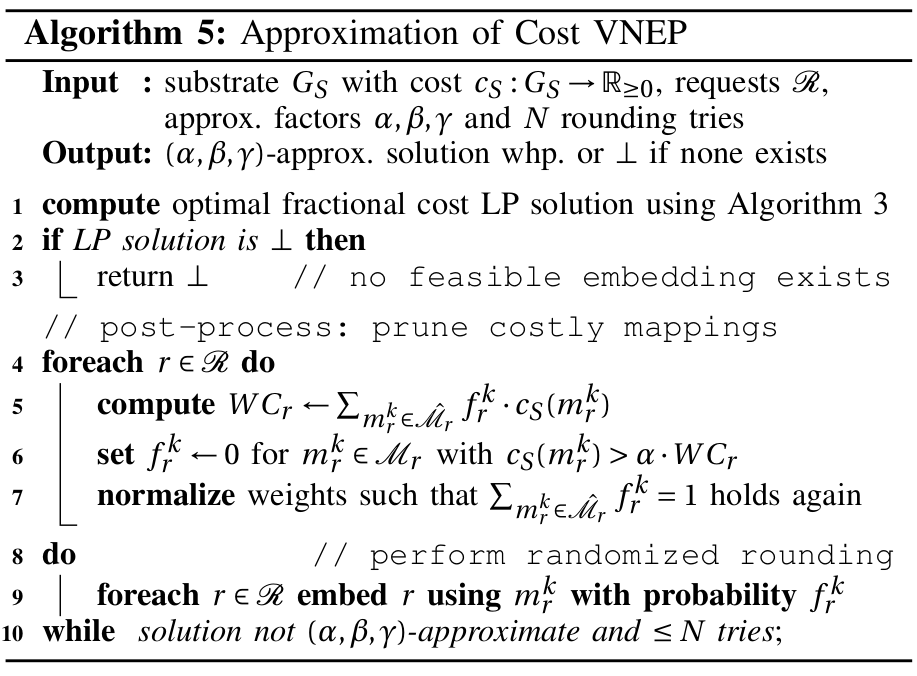 Algorithm 5: Approximation of Cost VNEP
Input : substrate G_S with cost c_S : G_S → ℝ_≥0, requests ℛ,
approx. factors α, β, γ and N rounding tries
Output: (α, β, γ)-approx. solution whp. or ⊥ if none exists
1 compute optimal fractional cost LP solution using Algorithm 3
2 if LP solution is ⊥ then
3 return ⊥ // no feasible embedding exists
// post-process: prune costly mappings
4 foreach r ∈ ℛ do
5 compute WC_r ← ∑_{m_r^k ∈ \hat{ℳ}_r} f_r^k · c_S(m_r^k)
6 set f_r^k ← 0 for m_r^k ∈ ℳ_r with c_S(m_r^k) > α · WC_r
7 normalize weights such that ∑_{m_r^k ∈ \hat{ℳ}_r} f_r^k = 1 holds again
8 do // perform randomized rounding
9 foreach r ∈ ℛ embed r using m_r^k with probability f_r^k
10 while solution not (α, β, γ)-approximate and ≤ N tries;